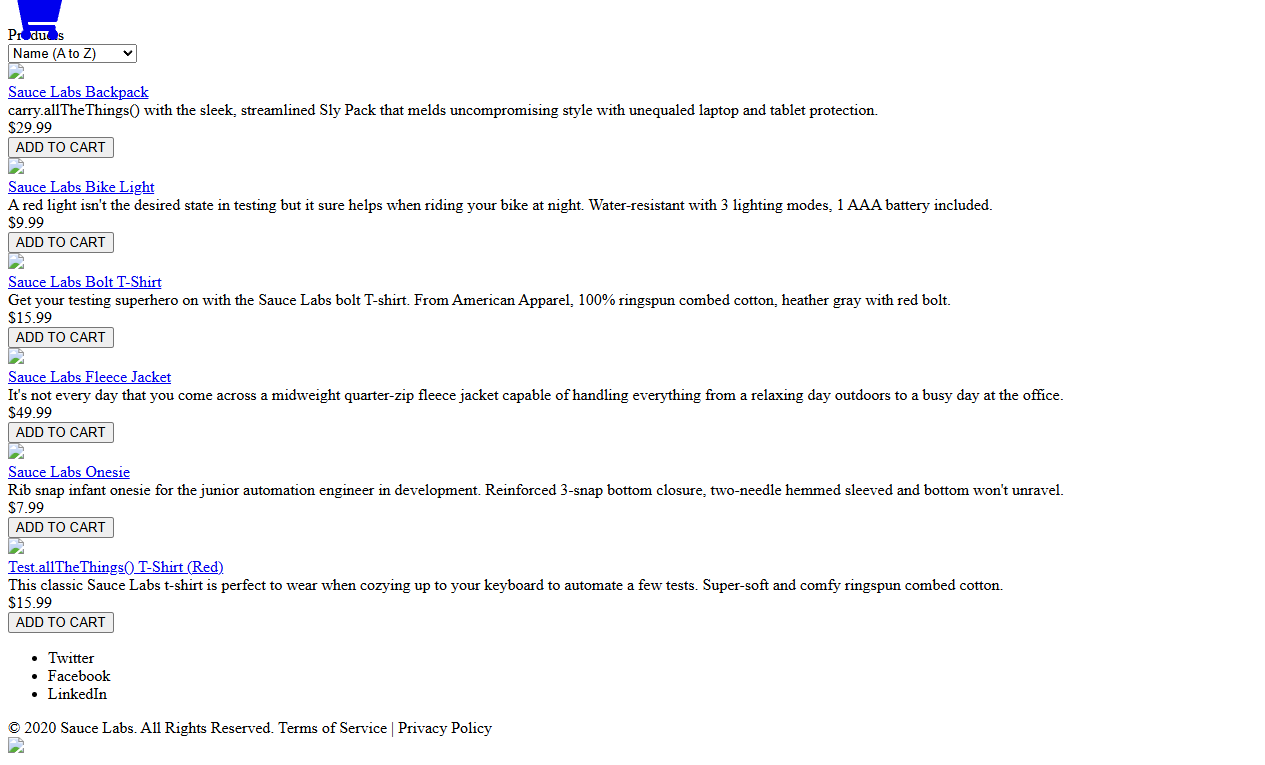 Products
Name (A to Z)
Sauce Labs Backpack
carry.allTheThings() with the sleek, streamlined Sly Pack that melds uncompromising style with unequaled laptop and tablet protection.
$29.99
ADD TO CART
Sauce Labs Bike Light
A red light isn't the desired state in testing but it sure helps when riding your bike at night. Water-resistant with 3 lighting modes, 1 AAA battery included.
$9.99
ADD TO CART
Sauce Labs Bolt T-Shirt
Get your testing superhero on with the Sauce Labs bolt T-shirt. From American Apparel, 100% ringspun combed cotton, heather gray with red bolt.
$15.99
ADD TO CART
Sauce Labs Fleece Jacket
It's not every day that you come across a midweight quarter-zip fleece jacket capable of handling everything from a relaxing day outdoors to a busy day at the office.
$49.99
ADD TO CART
Sauce Labs Onesie
Rib snap infant onesie for the junior automation engineer in development. Reinforced 3-snap bottom closure, two-needle hemmed sleeved and bottom won't unravel.
$7.99
ADD TO CART
Test.allTheThings() T-Shirt (Red)
This classic Sauce Labs t-shirt is perfect to wear when cozying up to your keyboard to automate a few tests. Super-soft and comfy ringspun combed cotton.
$15.99
ADD TO CART
• Twitter
• Facebook
• LinkedIn
© 2020 Sauce Labs. All Rights Reserved. Terms of Service | Privacy Policy